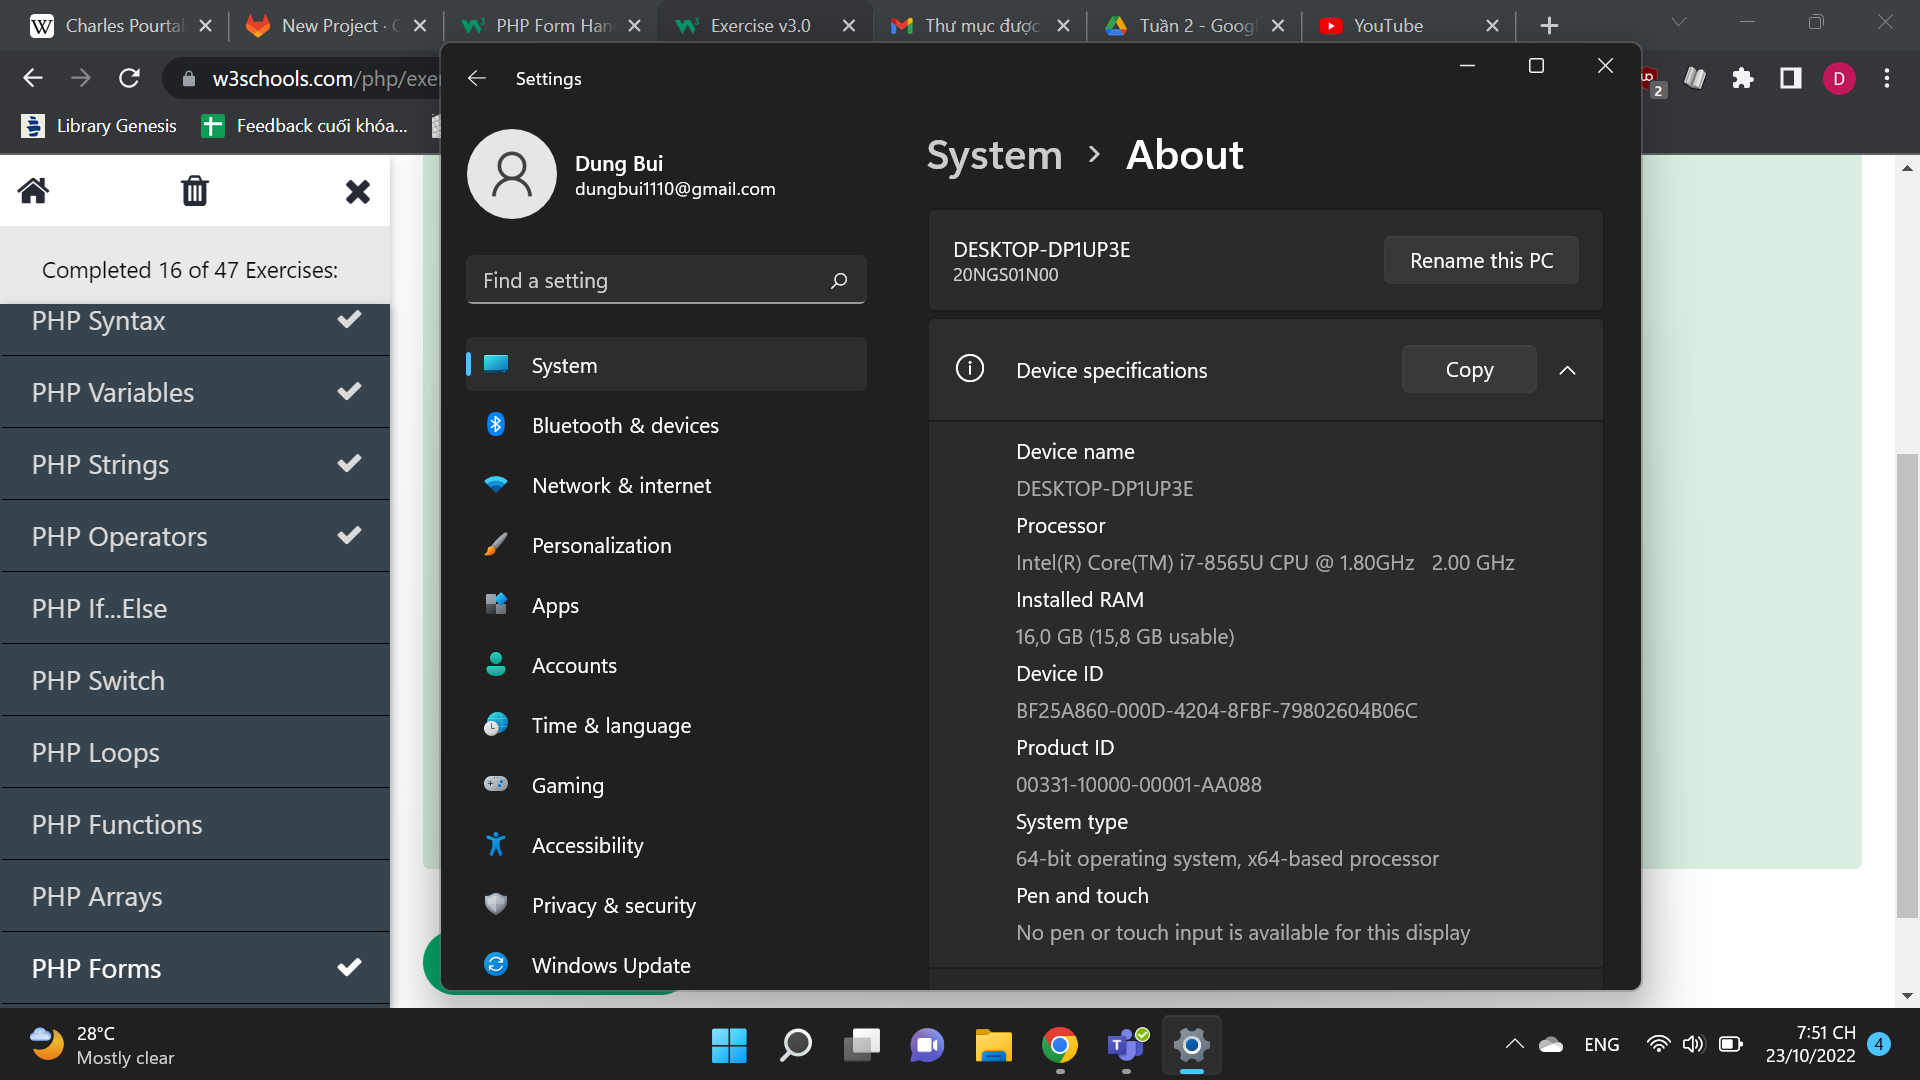 Charles Pourtal
New Project ·
PHP Form Han
Exercise v3.0
Thư mục được
Tuần 2 - Goog
YouTube
w3schools.com/php/exe
2
D
Library Genesis
Feedback cuối khóa...
Completed 16 of 47 Exercises:
PHP Syntax
PHP Variables
PHP Strings
PHP Operators
PHP If...Else
PHP Switch
PHP Loops
PHP Functions
PHP Arrays
PHP Forms
Settings
Dung Bui
dungbui1110@gmail.com
Find a setting
System
Bluetooth & devices
Network & internet
Personalization
Apps
Accounts
Time & language
Gaming
Accessibility
Privacy & security
Windows Update
System › About
DESKTOP-DP1UP3E
20NGS01N00
Rename this PC
Device specifications
Copy
Device name
DESKTOP-DP1UP3E
Processor
Intel(R) Core(TM) i7-8565U CPU @ 1.80GHz 2.00 GHz
Installed RAM
16,0 GB (15,8 GB usable)
Device ID
BF25A860-000D-4204-8FBF-79802604B06C
Product ID
00331-10000-00001-AA088
System type
64-bit operating system, x64-based processor
Pen and touch
No pen or touch input is available for this display
28°C
Mostly clear
ENG
7:51 CH
23/10/2022
4